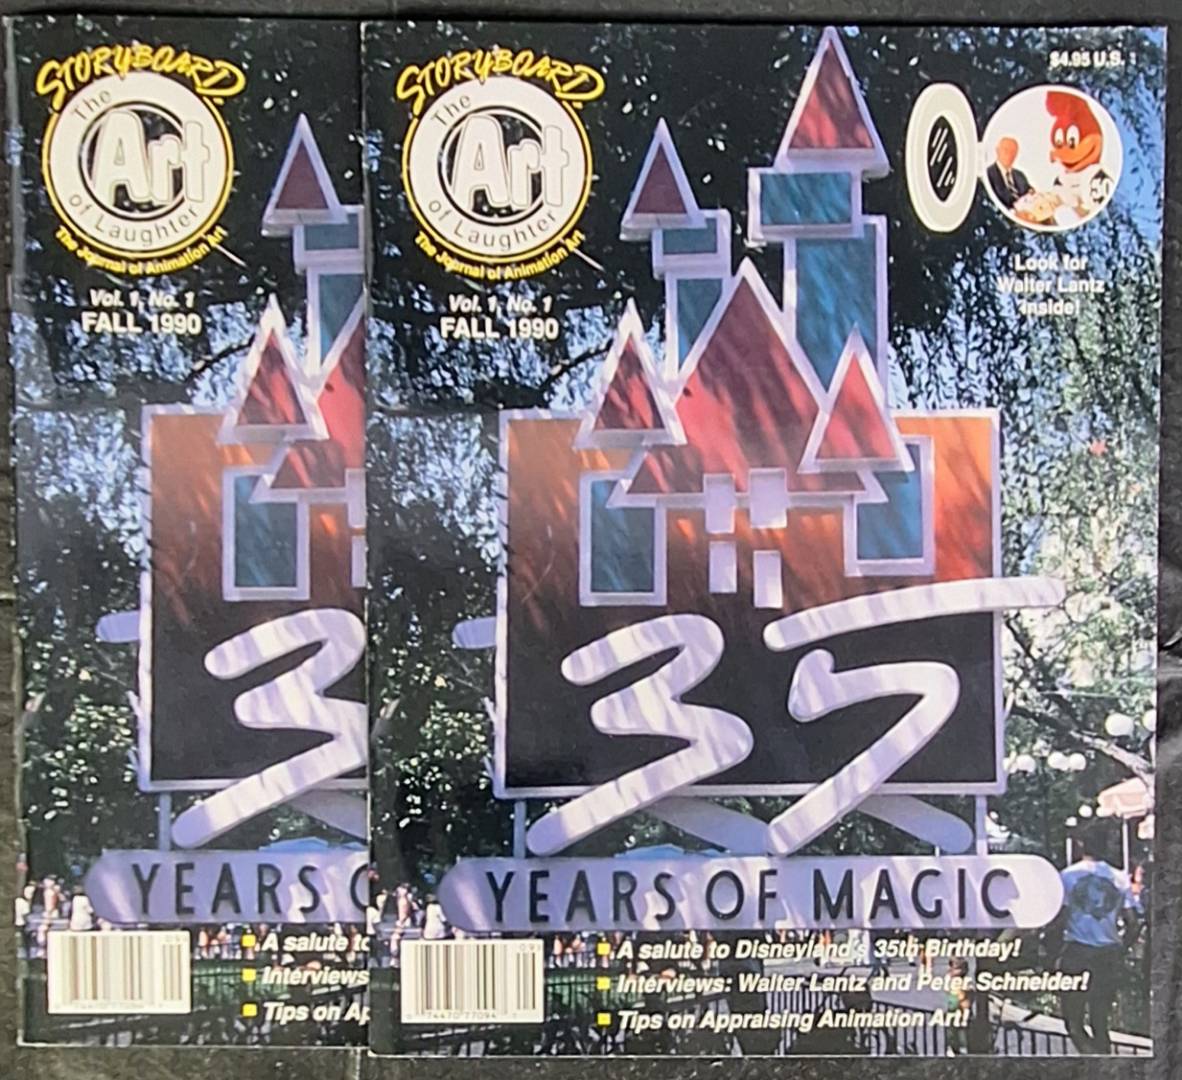 STORYBOARD
The
Art
of Laughter
The Journal of Animation Art
Vol. 1, No. 1
FALL 1990
3
YEARS
A salute to
Interviews
Tips on Ap
STORYBOARD
The
Art
of Laughter
The Journal of Animation Art
Vol. 1, No. 1
FALL 1990
$4.95 U.S.
50
Look for
Walter Lantz
inside!
35
YEARS OF MAGIC
A salute to Disneyland's 35th Birthday!
Interviews: Walter Lantz and Peter Schneider!
Tips on Appraising Animation Art!